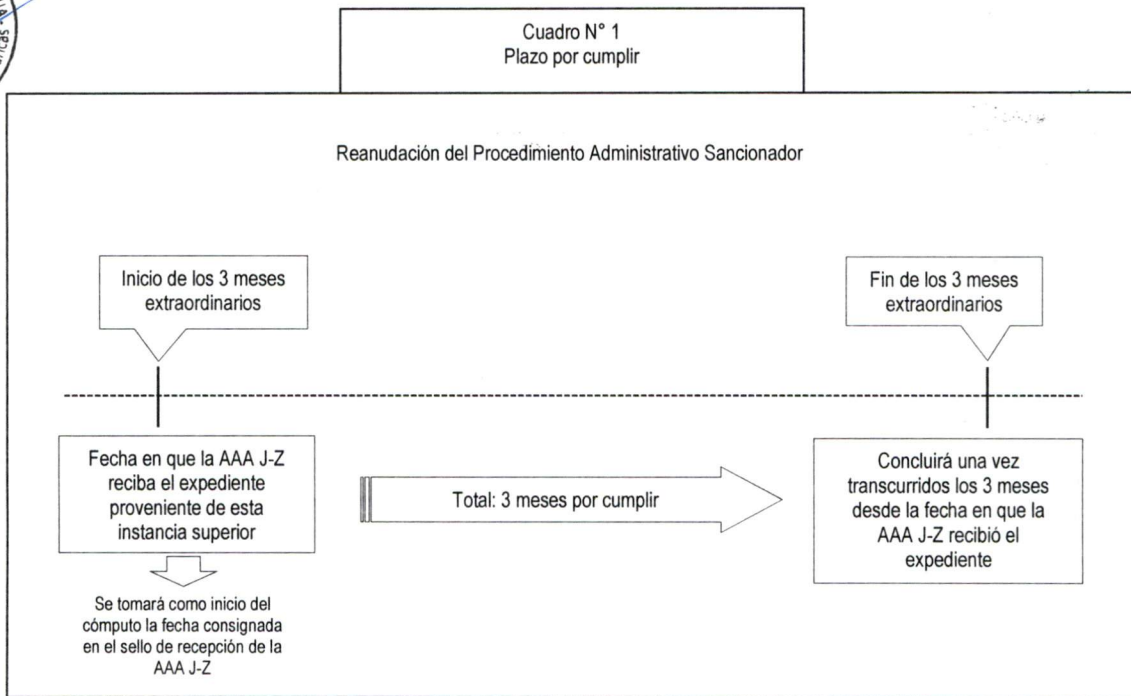 Cuadro N° 1
Plazo por cumplir
Reanudación del Procedimiento Administrativo Sancionador
Inicio de los 3 meses
extraordinarios
Fin de los 3 meses
extraordinarios
Fecha en que la AAA J-Z
reciba el expediente
proveniente de esta
instancia superior
Total: 3 meses por cumplir
Concluirá una vez
transcurridos los 3 meses
desde la fecha en que la
AAA J-Z recibió el
expediente
Se tomará como inicio del
cómputo la fecha consignada
en el sello de recepción de la
AAA J-Z